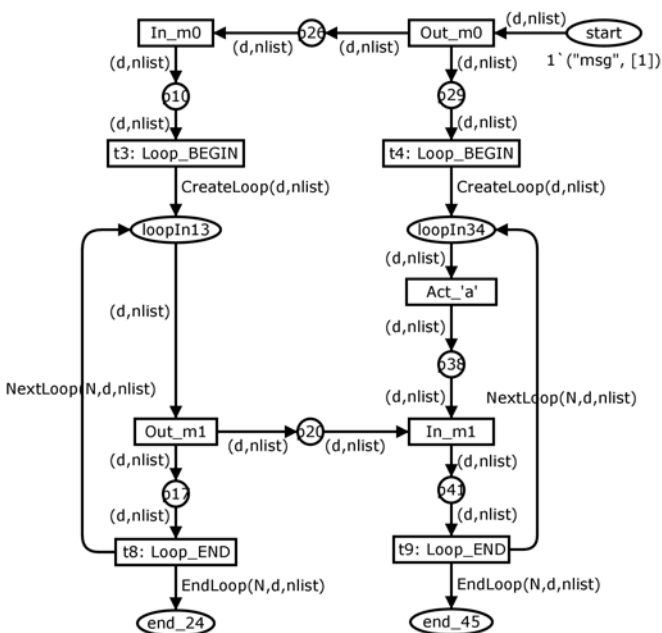 In_m0
(d,nlist)
p26
(d,nlist)
Out_m0
(d,nlist)
start
1`("msg", [1])
(d,nlist)
(d,nlist)
p10
p29
(d,nlist)
(d,nlist)
t3: Loop_BEGIN
t4: Loop_BEGIN
CreateLoop(d,nlist)
CreateLoop(d,nlist)
loopIn13
loopIn34
(d,nlist)
Act_'a'
(d,nlist)
(d,nlist)
p38
NextLoop(N,d,nlist)
(d,nlist)
NextLoop(N,d,nlist)
Out_m1
(d,nlist)
p20
(d,nlist)
In_m1
(d,nlist)
(d,nlist)
p17
p41
(d,nlist)
(d,nlist)
t8: Loop_END
t9: Loop_END
EndLoop(N,d,nlist)
EndLoop(N,d,nlist)
end_24
end_45